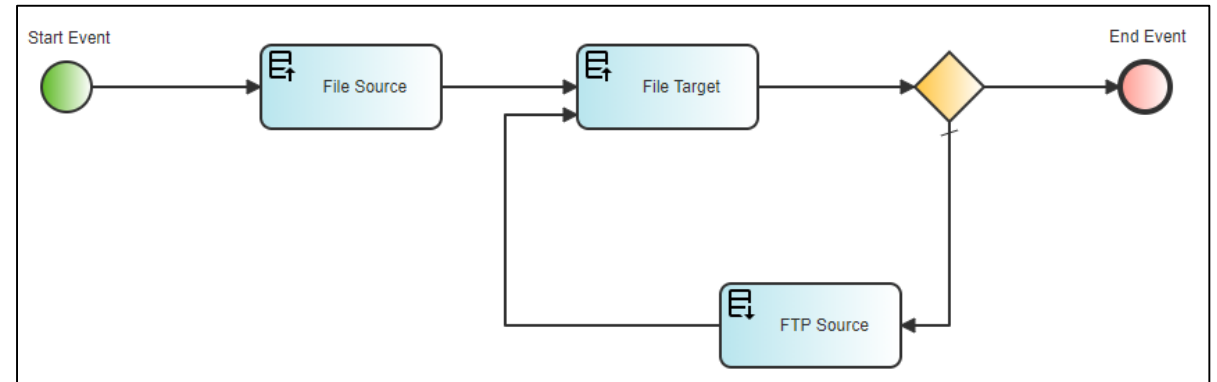 Start Event
End Event
File Source
File Target
FTP Source